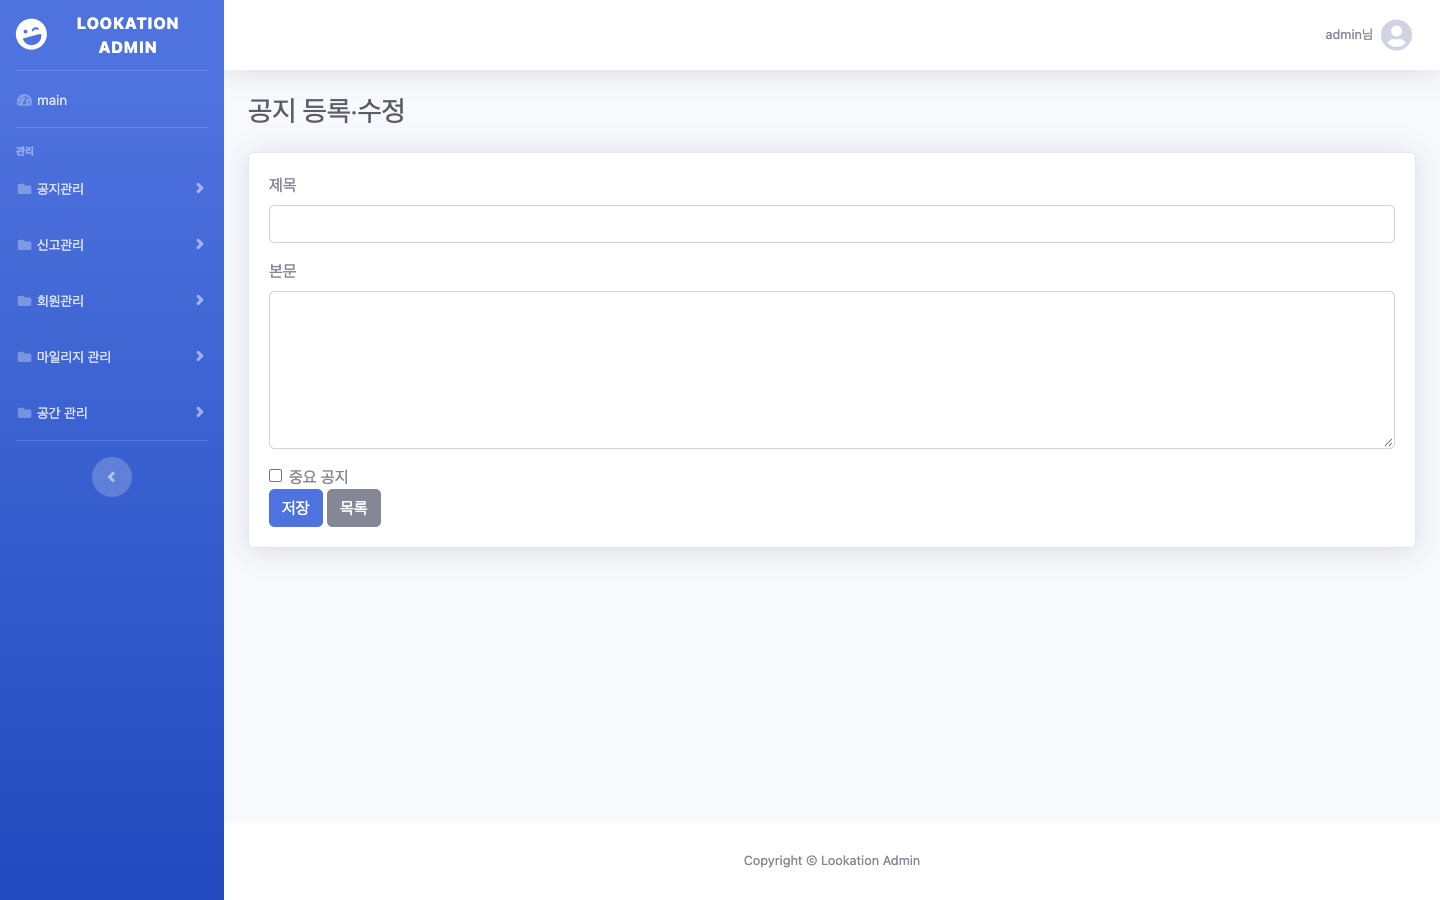 LOOKATION
ADMIN
admin님
main
관리
공지관리
신고관리
회원관리
마일리지 관리
공간 관리
공지 등록·수정
제목
본문
중요 공지
저장 목록
Copyright © Lookation Admin